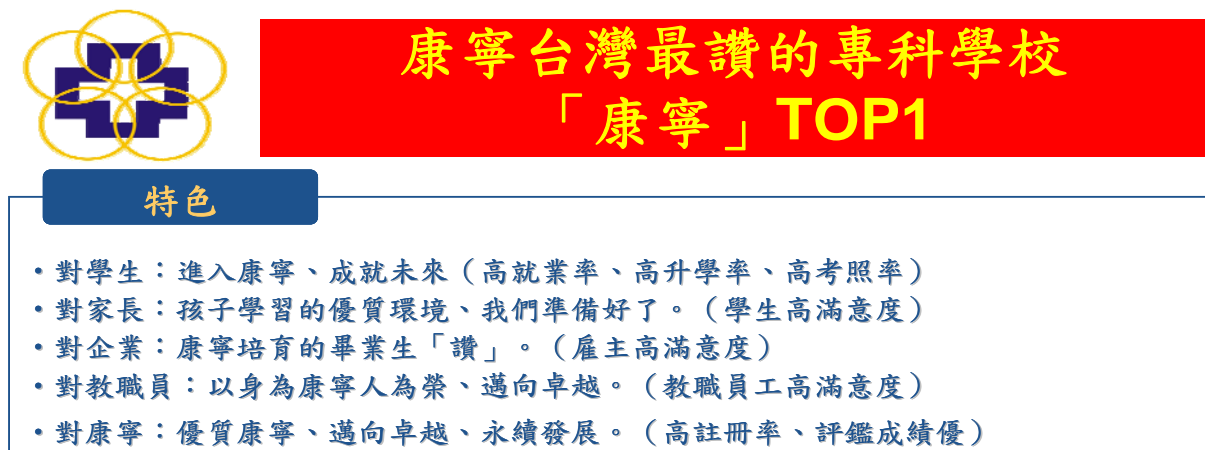 康寧台灣最讚的專科學校
「康寧」TOP1
特色
•對學生：進入康寧、成就未來（高就業率、高升學率、高考照率）
•對家長：孩子學習的優質環境、我們準備好了。（學生高滿意度）
•對企業：康寧培育的畢業生「讚」。（雇主高滿意度）
•對教職員：以身為康寧人為榮、邁向卓越。（教職員工高滿意度）
•對康寧：優質康寧、邁向卓越、永續發展。（高註冊率、評鑑成績優）